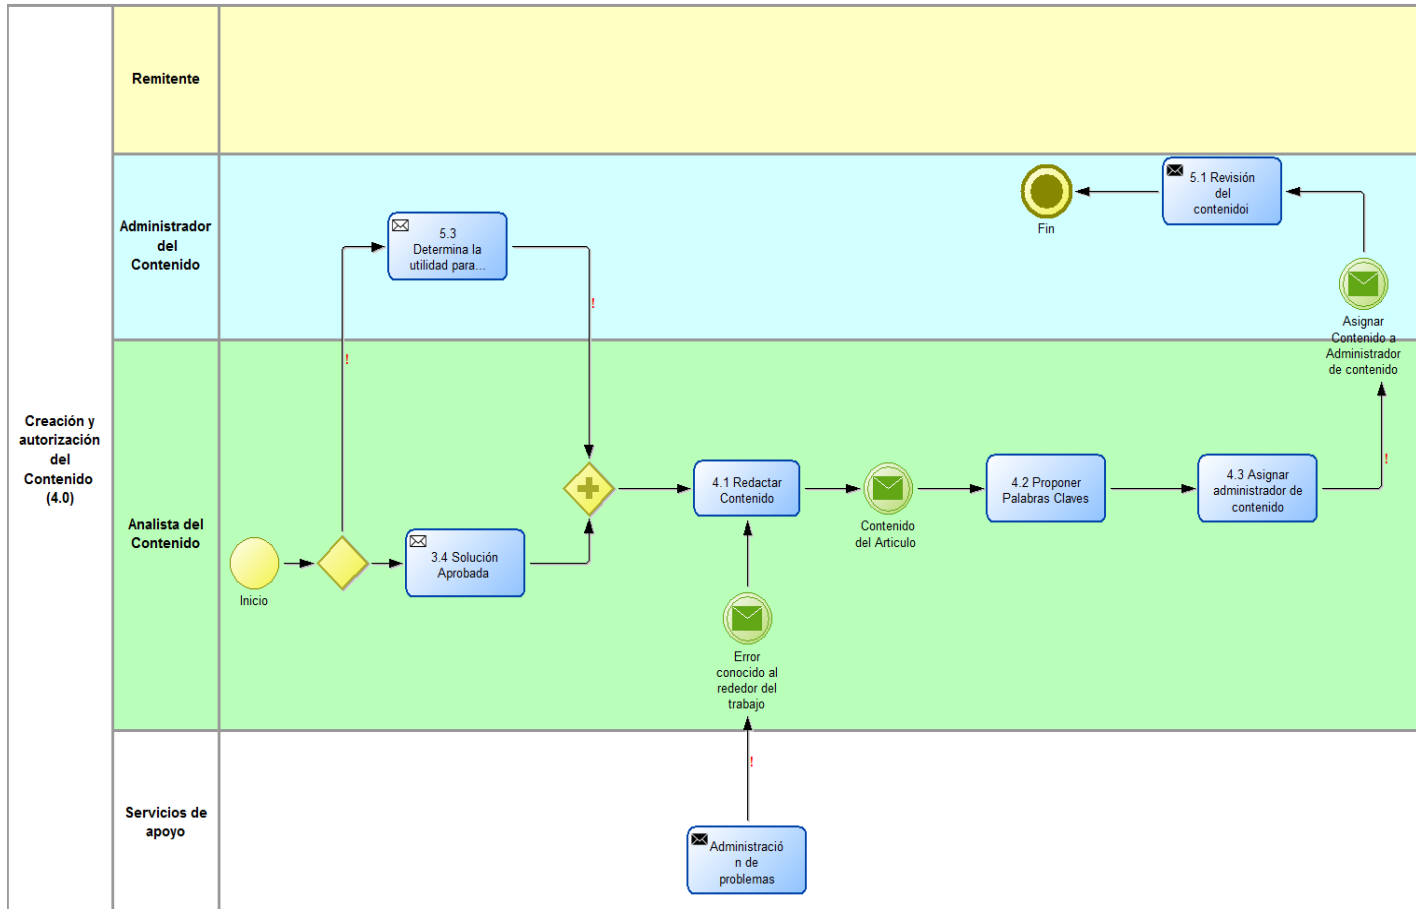 Creación y
autorización
del
Contenido
(4.0)
Remitente
Administrador
del
Contenido
5.3
Determina la
utilidad para...
!
!
Fin
5.1 Revisión
del
contenidoi
Asignar
Contenido a
Administrador
de contenido
Analista del
Contenido
Inicio
3.4 Solución
Aprobada
4.1 Redactar
Contenido
Contenido
del Articulo
4.2 Proponer
Palabras Claves
4.3 Asignar
administrador de
contenido
!
Error
conocido al
rededor del
trabajo
Servicios de
apoyo
!
Administració
n de
problemas